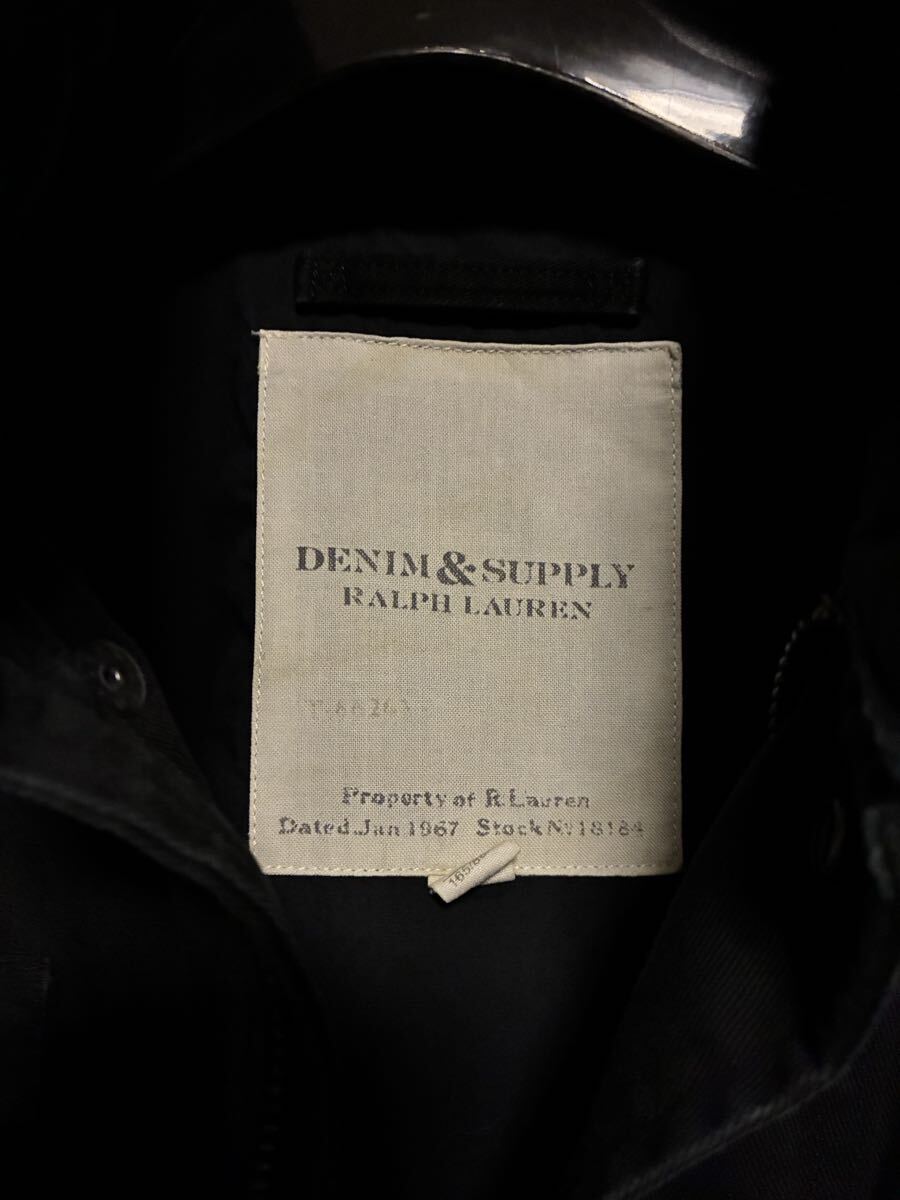 DENIM & SUPPLY
RALPH LAUREN
Property of R. Lauren
Dated Jan 1967 Stock No 18184